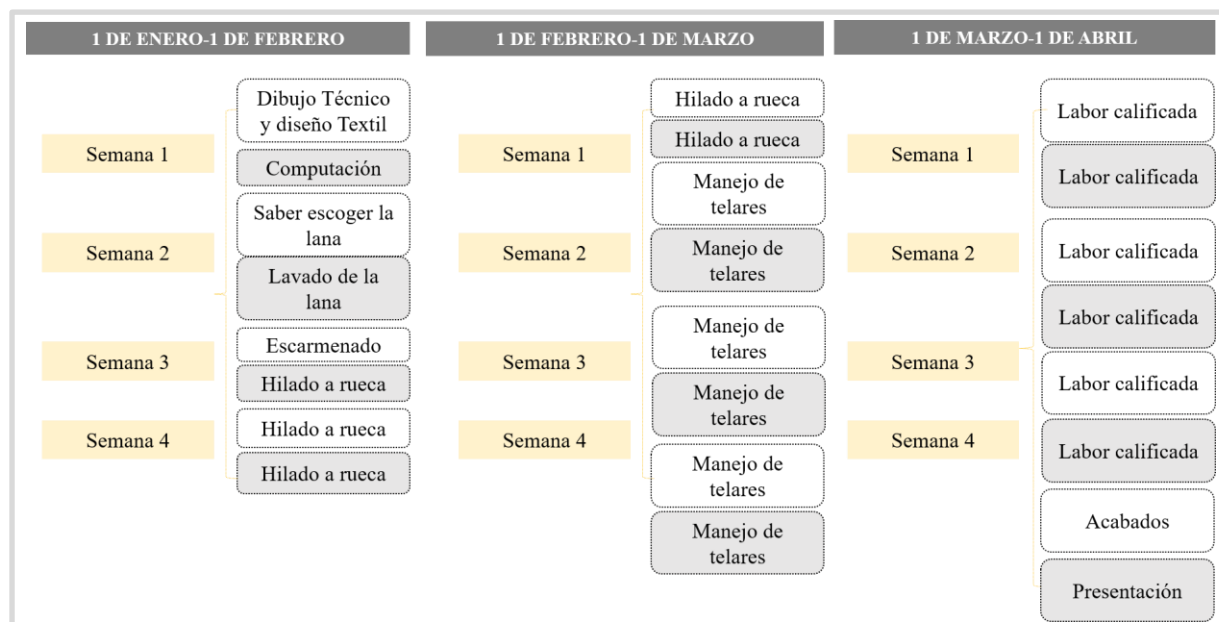 1 DE ENERO-1 DE FEBRERO
Semana 1
Semana 2
Semana 3
Semana 4
Dibujo Técnico
y diseño Textil
Computación
Saber escoger la
lana
Lavado de la
lana
Escarmenado
Hilado a rueca
Hilado a rueca
Hilado a rueca
1 DE FEBRERO-1 DE MARZO
Semana 1
Semana 2
Semana 3
Semana 4
Hilado a rueca
Hilado a rueca
Manejo de
telares
Manejo de
telares
Manejo de
telares
Manejo de
telares
Manejo de
telares
Manejo de
telares
1 DE MARZO-1 DE ABRIL
Semana 1
Semana 2
Semana 3
Semana 4
Labor calificada
Labor calificada
Labor calificada
Labor calificada
Labor calificada
Labor calificada
Acabados
Presentación